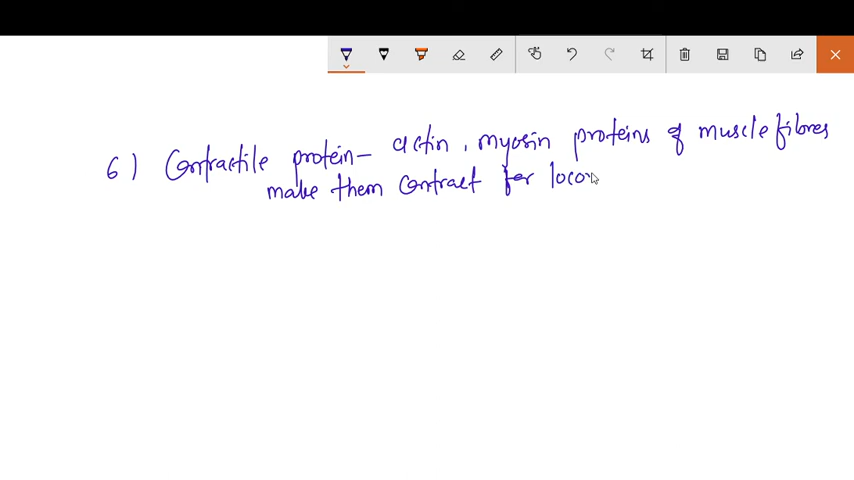 6) Contractile protein- actin, myosin proteins of muscle fibres
make them contract for loco